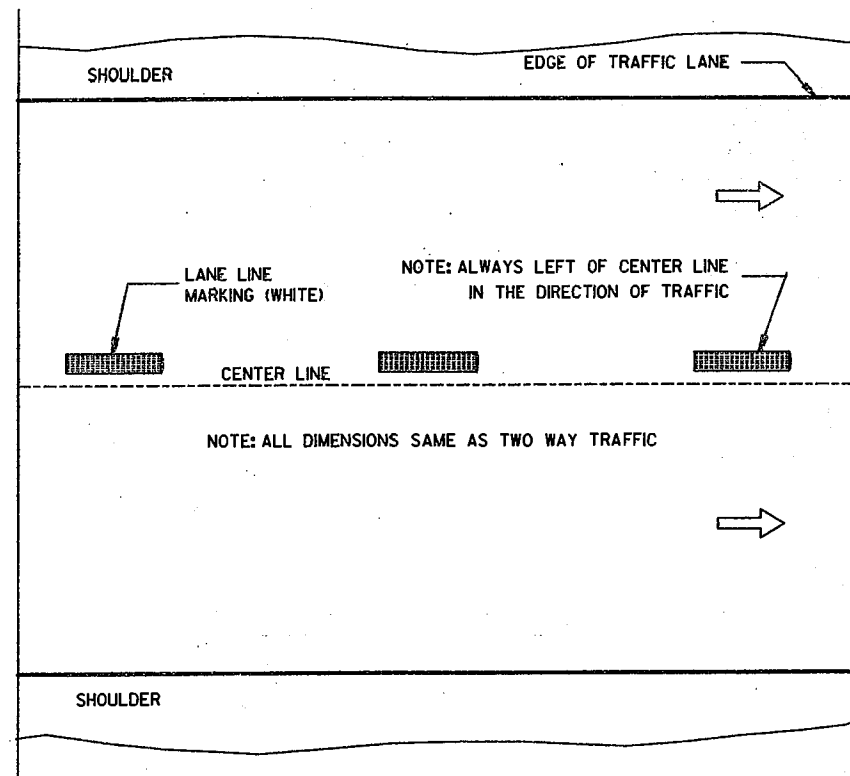 SHOULDER
EDGE OF TRAFFIC LANE
LANE LINE
MARKING (WHITE)
NOTE: ALWAYS LEFT OF CENTER LINE
IN THE DIRECTION OF TRAFFIC
CENTER LINE
NOTE: ALL DIMENSIONS SAME AS TWO WAY TRAFFIC
SHOULDER